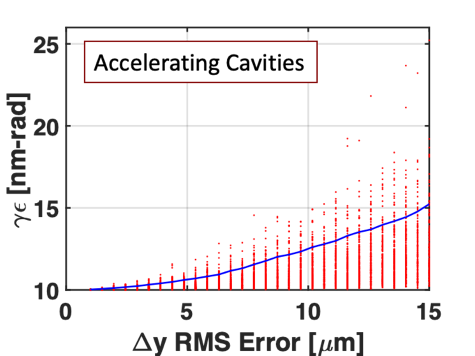 Accelerating Cavities
γϵ [nm-rad]
25
20
15
10
0
5
10
15
Δy RMS Error [μm]